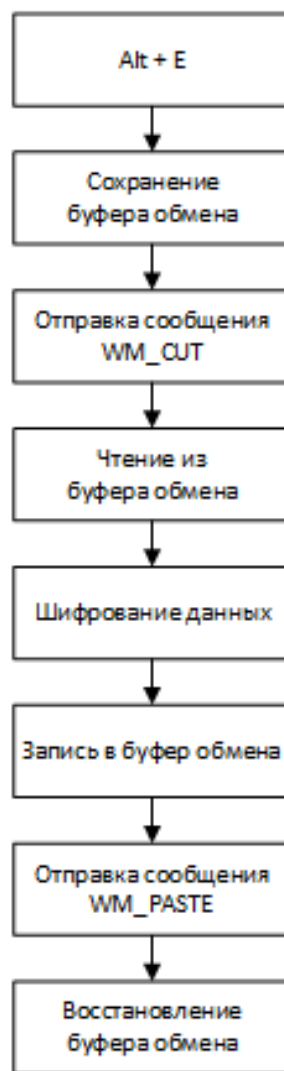 Alt + E
Сохранение
буфера обмена
Отправка сообщения
WM_CUT
Чтение из
буфера обмена
Шифрование данных
Запись в буфер обмена
Отправка сообщения
WM_PASTE
Восстановление
буфера обмена